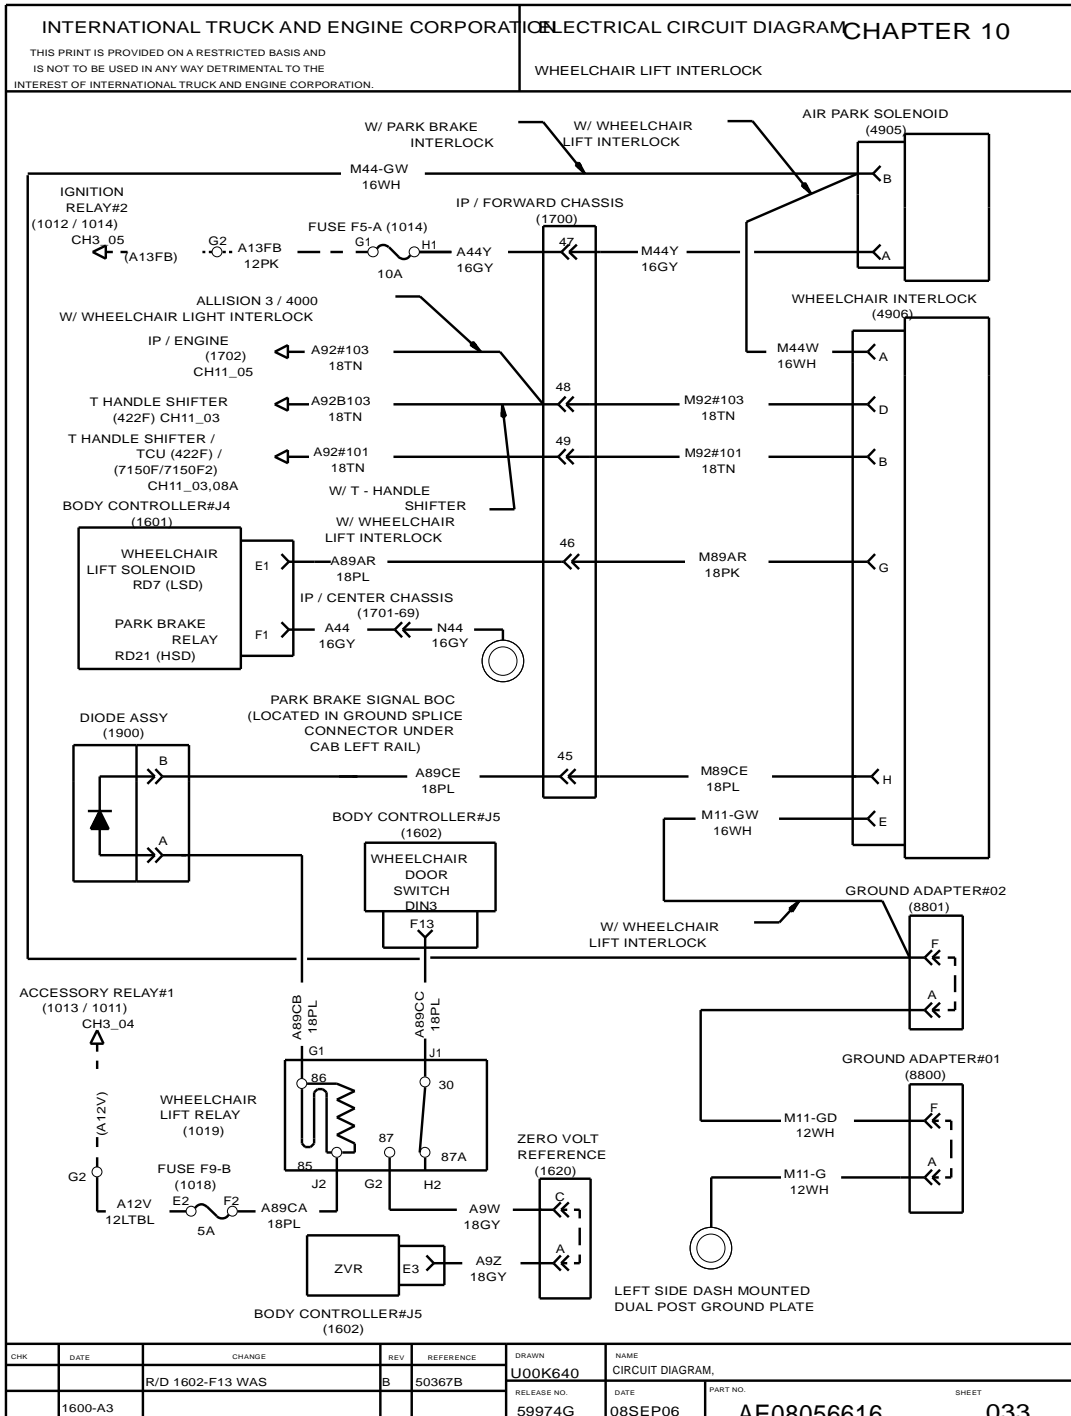 INTERNATIONAL TRUCK AND ENGINE CORPORATION
ELECTRICAL CIRCUIT DIAGRAM
CHAPTER 10
THIS PRINT IS PROVIDED ON A RESTRICTED BASIS AND
IS NOT TO BE USED IN ANY WAY DETRIMENTAL TO THE
INTEREST OF INTERNATIONAL TRUCK AND ENGINE CORPORATION.
WHEELCHAIR LIFT INTERLOCK
AIR PARK SOLENOID
(4905)
B
A
W/ PARK BRAKE
INTERLOCK
W/ WHEELCHAIR
LIFT INTERLOCK
M44-GW
16WH
IGNITION
RELAY#2
(1012 / 1014)
CH3_05
(A13FB)
G2
A13FB
12PK
FUSE F5-A (1014)
G1
H1
10A
A44Y
16GY
IP / FORWARD CHASSIS
(1700)
47
M44Y
16GY
ALLISION 3 / 4000
W/ WHEELCHAIR LIGHT INTERLOCK
WHEELCHAIR INTERLOCK
(4906)
IP / ENGINE
(1702)
CH11_05
A92#103
18TN
M44W
16WH
A
T HANDLE SHIFTER
(422F) CH11_03
A92B103
18TN
48
M92#103
18TN
D
T HANDLE SHIFTER /
TCU (422F) /
(7150F/7150F2)
CH11_03,08A
A92#101
18TN
49
M92#101
18TN
B
W/ T - HANDLE
SHIFTER
W/ WHEELCHAIR
LIFT INTERLOCK
BODY CONTROLLER#J4
(1601)
WHEELCHAIR
LIFT SOLENOID
RD7 (LSD)
E1
A89AR
18PL
46
M89AR
18PK
G
PARK BRAKE
RELAY
RD21 (HSD)
F1
A44
16GY
IP / CENTER CHASSIS
(1701-69)
N44
16GY
PARK BRAKE SIGNAL BOC
(LOCATED IN GROUND SPLICE
CONNECTOR UNDER
CAB LEFT RAIL)
DIODE ASSY
(1900)
B
A
A89CE
18PL
45
M89CE
18PL
H
M11-GW
16WH
E
BODY CONTROLLER#J5
(1602)
WHEELCHAIR
DOOR
SWITCH
DIN3
F13
W/ WHEELCHAIR
LIFT INTERLOCK
GROUND ADAPTER#02
(8801)
F
A
ACCESSORY RELAY#1
(1013 / 1011)
CH3_04
(A12V)
G2
A12V
12LTBL
A89CB
18PL
A89CC
18PL
G1
J1
86
30
87
87A
85
J2
G2
H2
WHEELCHAIR
LIFT RELAY
(1019)
FUSE F9-B
(1018)
E2
F2
5A
A89CA
18PL
A9W
18GY
ZERO VOLT
REFERENCE
(1620)
C
A
ZVR
E3
A9Z
18GY
BODY CONTROLLER#J5
(1602)
GROUND ADAPTER#01
(8800)
F
A
M11-GD
12WH
M11-G
12WH
LEFT SIDE DASH MOUNTED
DUAL POST GROUND PLATE
CHK
DATE
CHANGE
REV
REFERENCE
DRAWN
NAME
R/D 1602-F13 WAS
B
50367B
U00K640
CIRCUIT DIAGRAM,
RELEASE NO.
DATE
PART NO.
SHEET
1600-A3
59974G
08SEP06
AE08056616
033